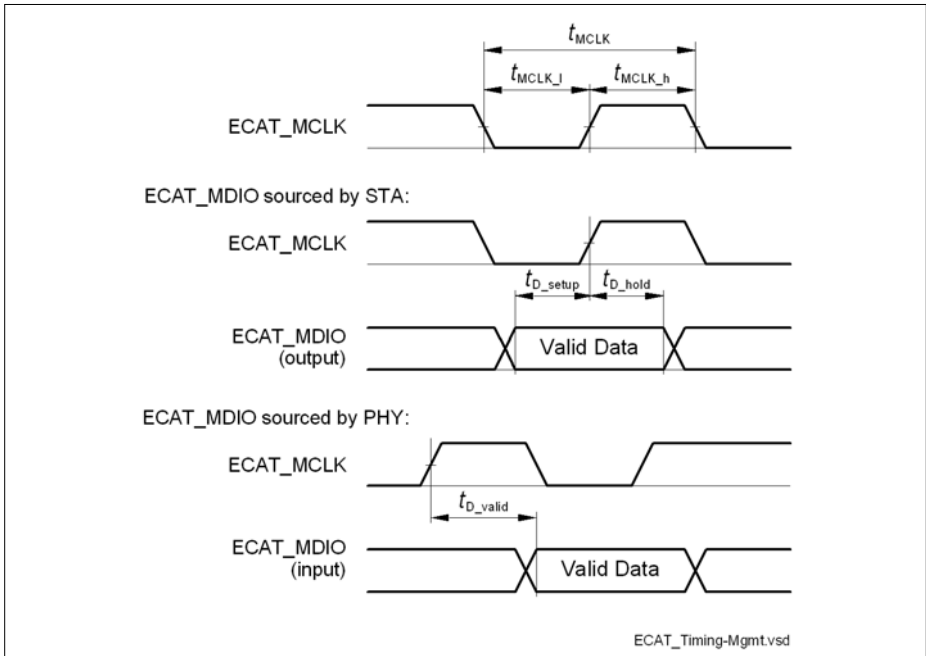 tMCLK
tMCLK_l tMCLK_h
ECAT_MCLK
ECAT_MDIO sourced by STA:
ECAT_MCLK
tD_setup tD_hold
ECAT_MDIO
(output)
Valid Data
ECAT_MDIO sourced by PHY:
ECAT_MCLK
tD_valid
ECAT_MDIO
(input)
Valid Data
ECAT_Timing-Mgmt.vsd